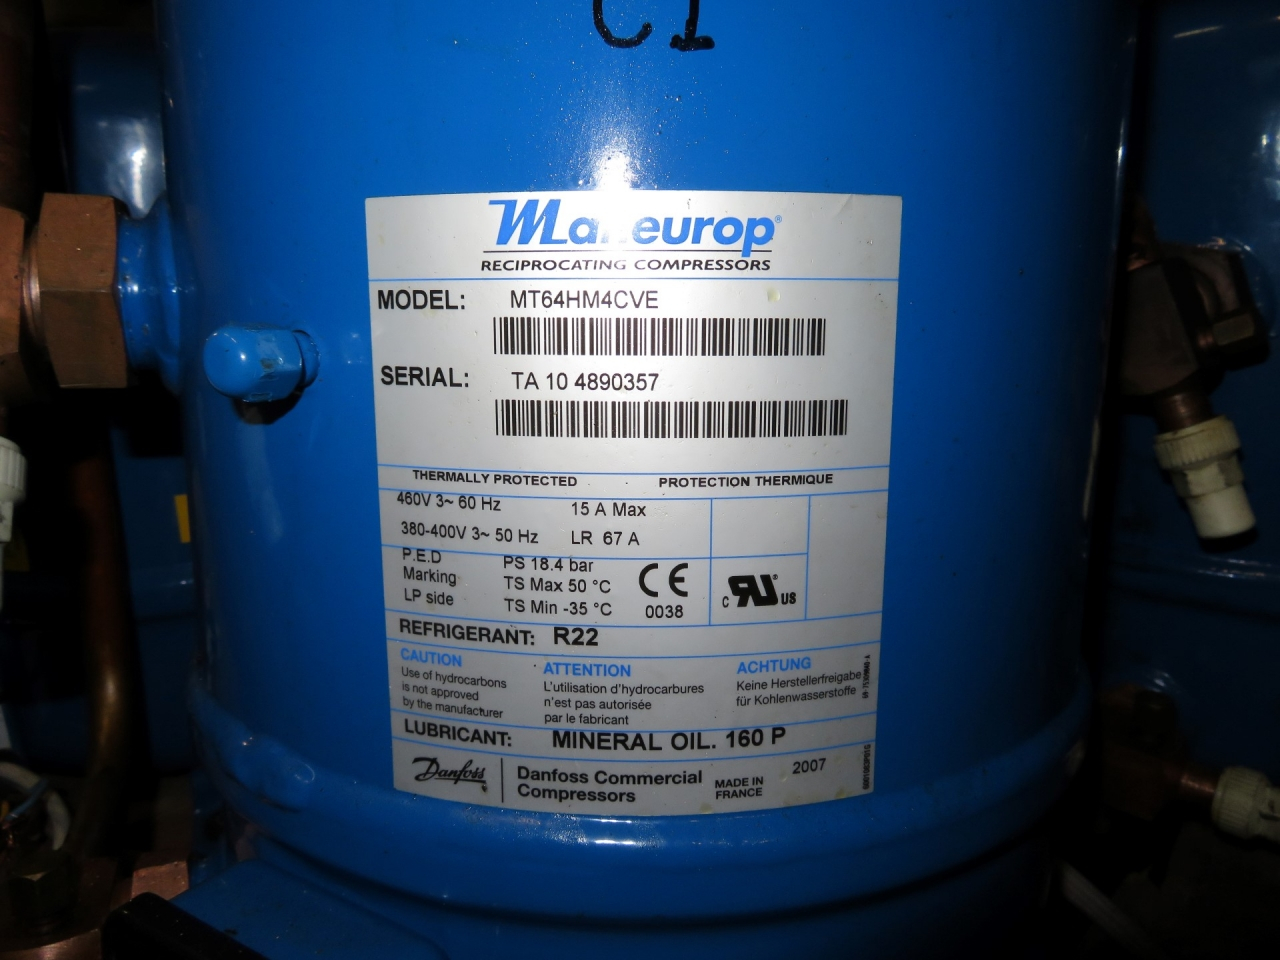 C1
Maneurop®
RECIPROCATING COMPRESSORS
MODEL: MT64HM4CVE
SERIAL: TA 10 4890357
THERMALLY PROTECTED PROTECTION THERMIQUE
460V 3~ 60 Hz 15 A Max
380-400V 3~ 50 Hz LR 67 A
P.E.D PS 18.4 bar
Marking TS Max 50 °C
LP side TS Min -35 °C
CE
0038
c RU US
REFRIGERANT: R22
CAUTION
Use of hydrocarbons
is not approved
by the manufacturer
ATTENTION
L'utilisation d'hydrocarbures
n'est pas autorisée
par le fabricant
ACHTUNG
Keine Herstellerfreigabe
für Kohlenwasserstoffe
LUBRICANT: MINERAL OIL. 160 P
Danfoss
Danfoss Commercial
Compressors
MADE IN
FRANCE
2007